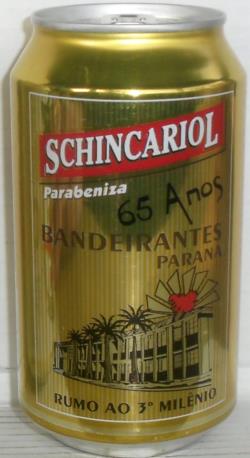 SCHINCARIOL
Parabeniza
65 Anos
BANDEIRANTES
PARANÁ
RUMO AO 3º MILÊNIO